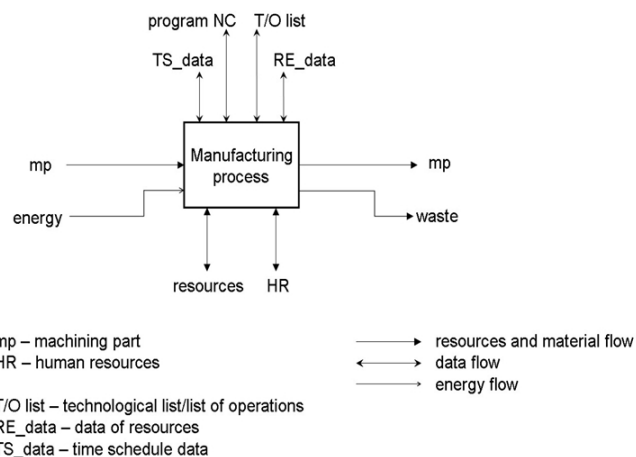 program NC T/O list
TS_data RE_data
Manufacturing
process
mp mp
energy waste
resources HR
mp – machining part
HR – human resources
T/O list – technological list/list of operations
RE_data – data of resources
TS_data – time schedule data
resources and material flow
data flow
energy flow